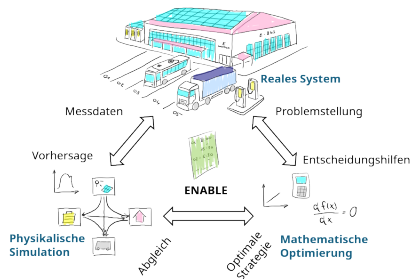 Reales System
Messdaten
Problemstellung
Vorhersage
Entscheidungshilfen
ENABLE
Physikalische
Simulation
Abgleich
Optimale
Strategie
Mathematische
Optimierung